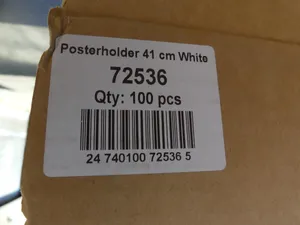 Posterholder 41 cm White
72536
Qty: 100 pcs
24 740100 72536 5